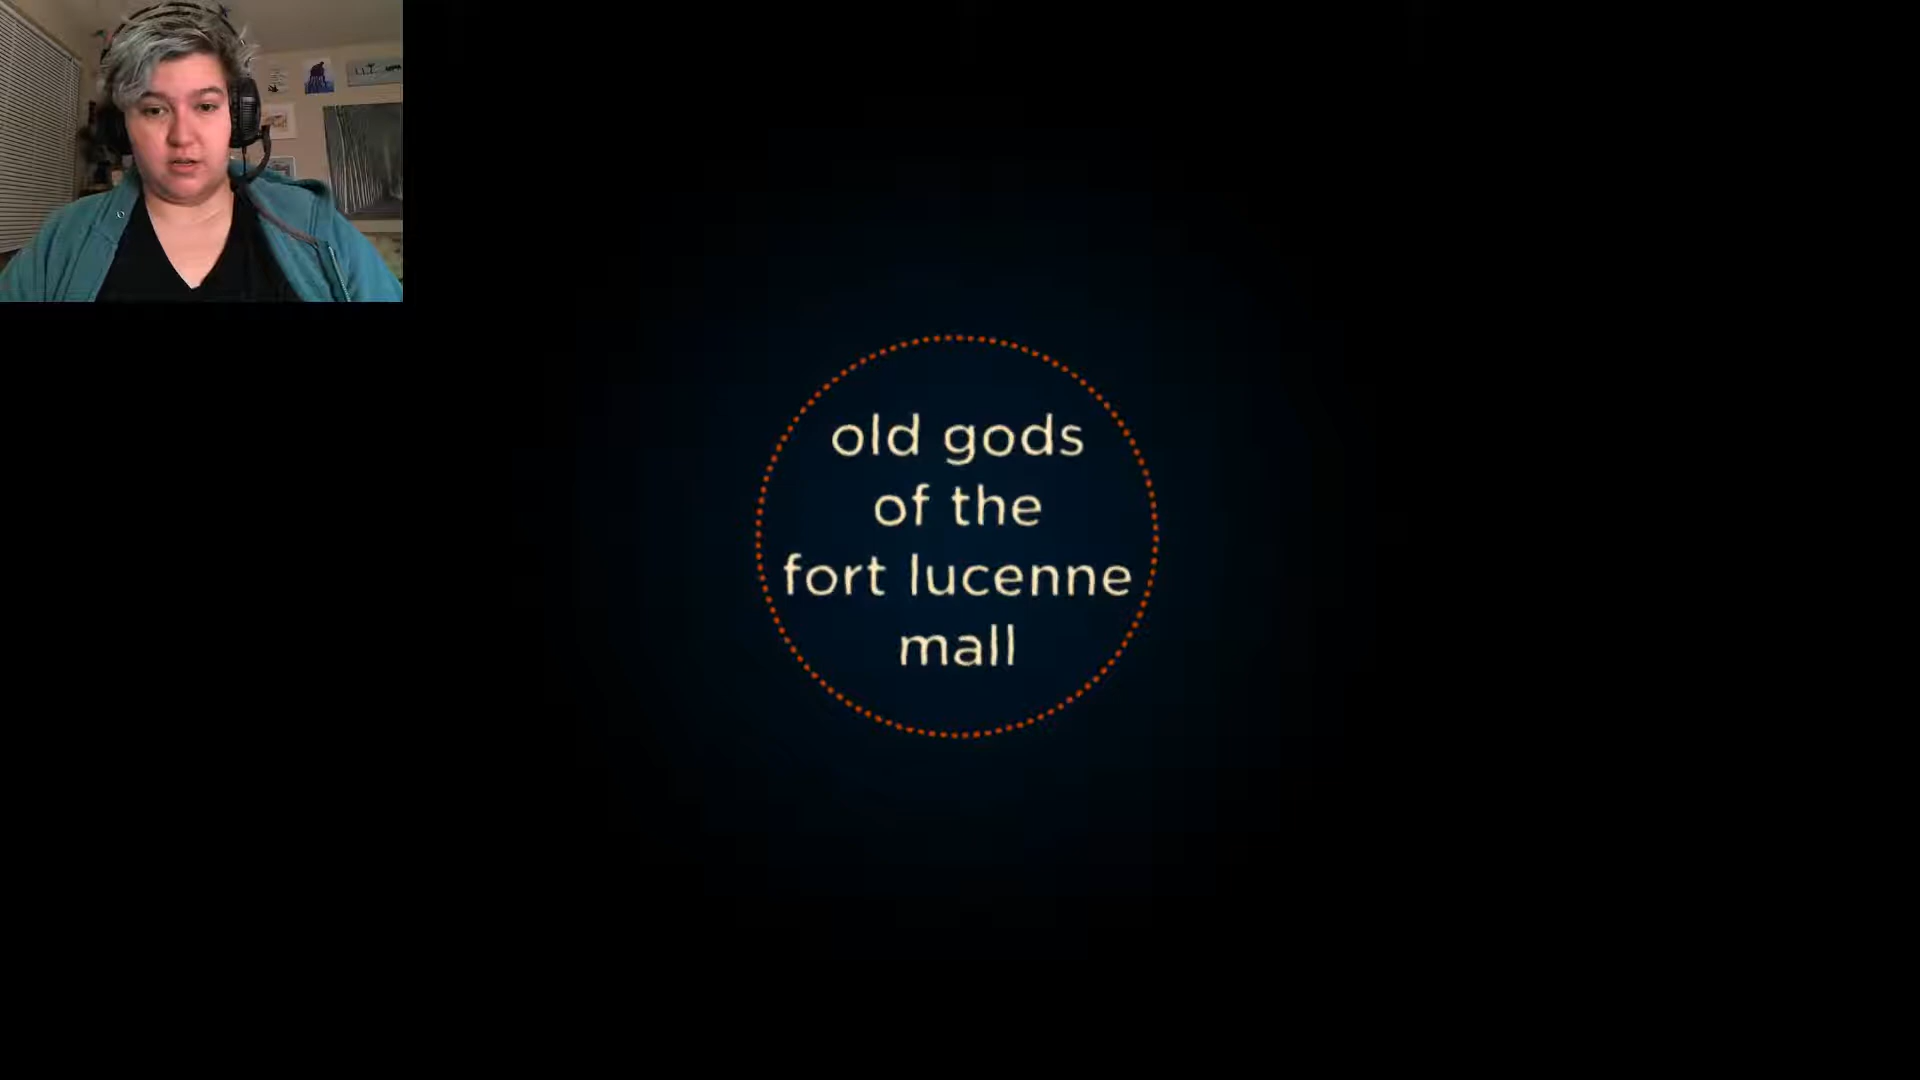 old gods
of the
fort lucenne
mall